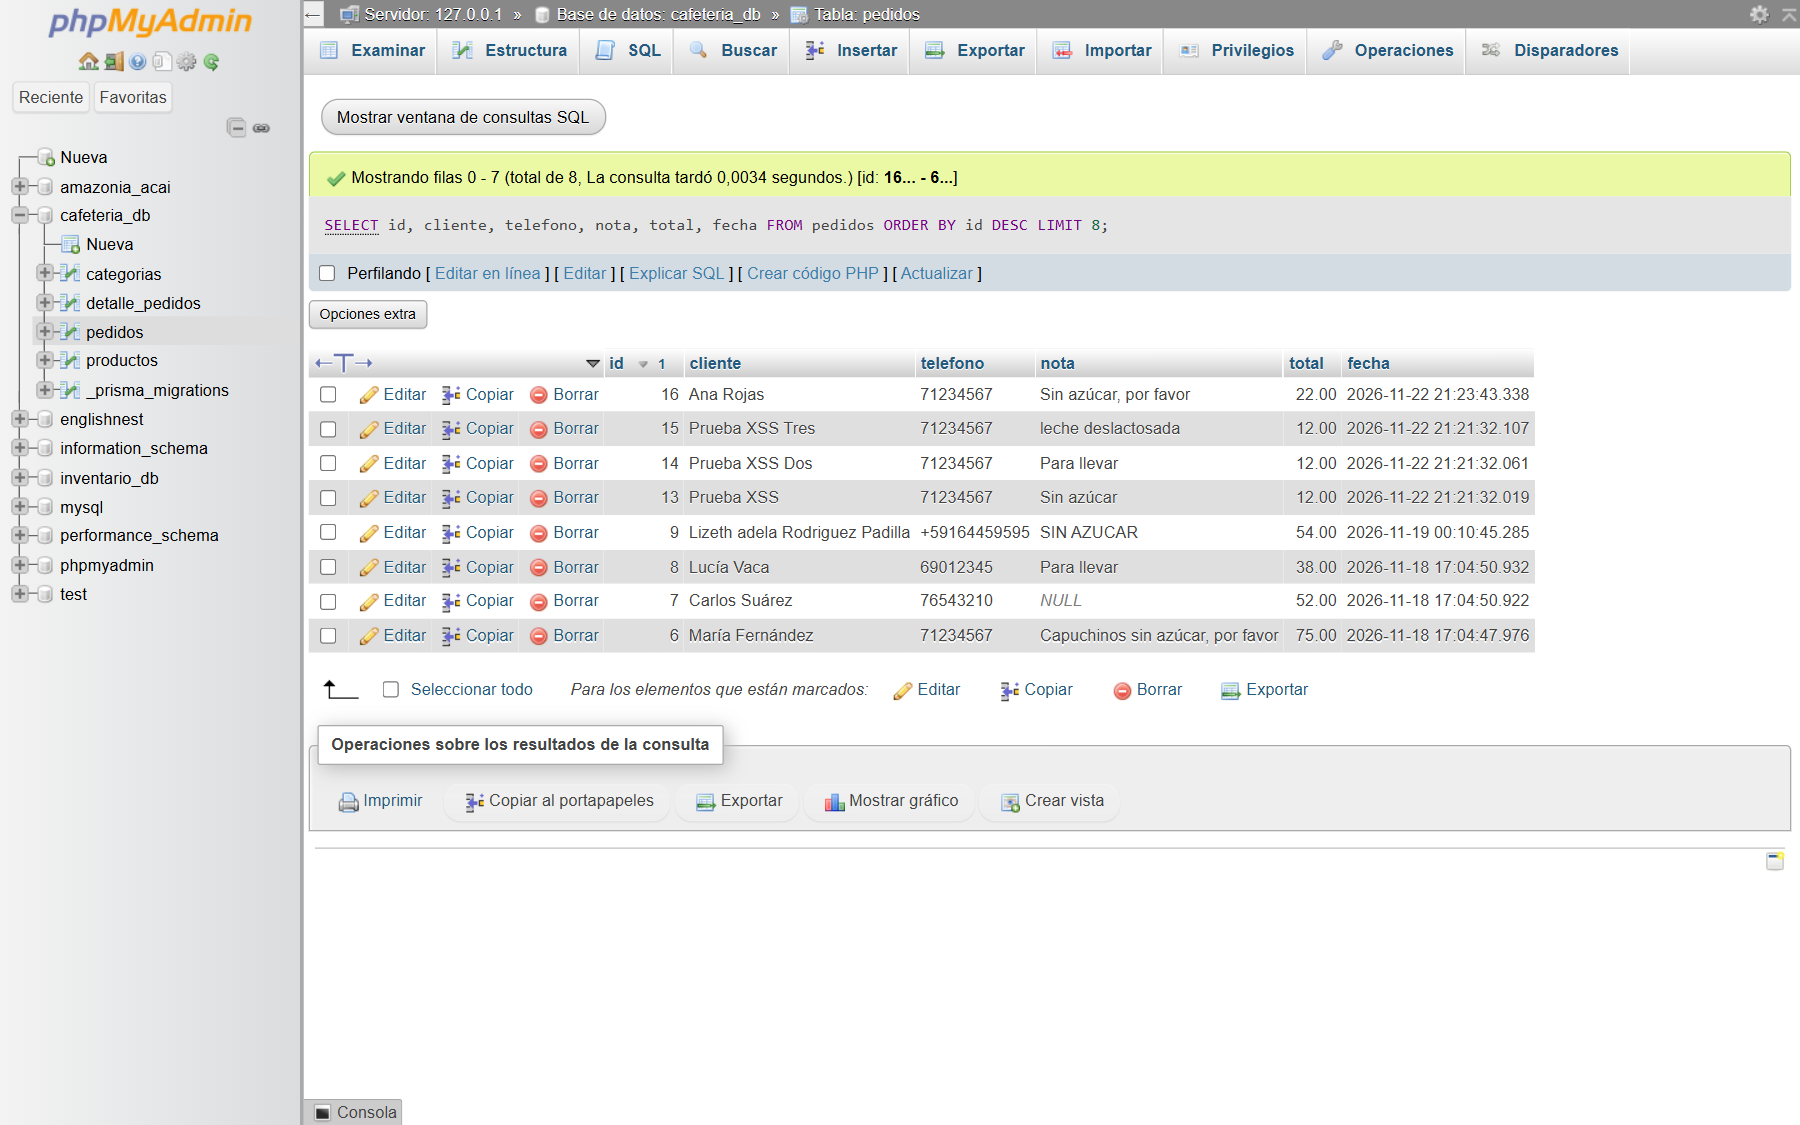 phpMyAdmin
Reciente Favoritas
Nueva
amazonia_acai
cafeteria_db
Nueva
categorias
detalle_pedidos
pedidos
productos
_prisma_migrations
englishnest
information_schema
inventario_db
mysql
performance_schema
phpmyadmin
test
Servidor: 127.0.0.1 » Base de datos: cafeteria_db » Tabla: pedidos
Examinar Estructura SQL Buscar Insertar Exportar Importar Privilegios Operaciones Disparadores
Mostrar ventana de consultas SQL
Mostrando filas 0 - 7 (total de 8, La consulta tardó 0,0034 segundos.) [id: 16... - 6...]
SELECT id, cliente, telefono, nota, total, fecha FROM pedidos ORDER BY id DESC LIMIT 8;
Perfilando [ Editar en línea ] [ Editar ] [ Explicar SQL ] [ Crear código PHP ] [ Actualizar ]
Opciones extra
id 1 cliente telefono nota total fecha
Editar Copiar Borrar 16 Ana Rojas 71234567 Sin azúcar, por favor 22.00 2026-11-22 21:23:43.338
Editar Copiar Borrar 15 Prueba XSS Tres 71234567 leche deslactosada 12.00 2026-11-22 21:21:32.107
Editar Copiar Borrar 14 Prueba XSS Dos 71234567 Para llevar 12.00 2026-11-22 21:21:32.061
Editar Copiar Borrar 13 Prueba XSS 71234567 Sin azúcar 12.00 2026-11-22 21:21:32.019
Editar Copiar Borrar 9 Lizeth adela Rodriguez Padilla +59164459595 SIN AZUCAR 54.00 2026-11-19 00:10:45.285
Editar Copiar Borrar 8 Lucía Vaca 69012345 Para llevar 38.00 2026-11-18 17:04:50.932
Editar Copiar Borrar 7 Carlos Suárez 76543210 NULL 52.00 2026-11-18 17:04:50.922
Editar Copiar Borrar 6 María Fernández 71234567 Capuchinos sin azúcar, por favor 75.00 2026-11-18 17:04:47.976
Seleccionar todo Para los elementos que están marcados: Editar Copiar Borrar Exportar
Operaciones sobre los resultados de la consulta
Imprimir Copiar al portapapeles Exportar Mostrar gráfico Crear vista
Consola